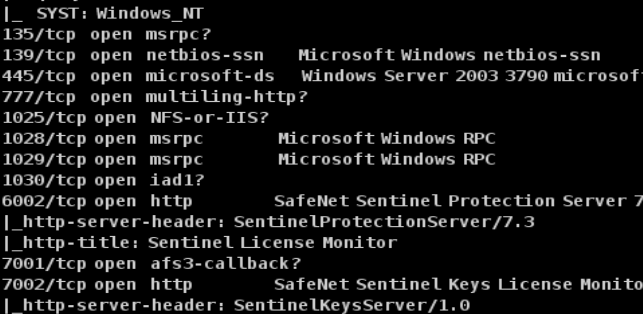 |_ SYST: Windows_NT
135/tcp open msrpc?
139/tcp open netbios-ssn Microsoft Windows netbios-ssn
445/tcp open microsoft-ds Windows Server 2003 3790 microsof
777/tcp open multiling-http?
1025/tcp open NFS-or-IIS?
1028/tcp open msrpc Microsoft Windows RPC
1029/tcp open msrpc Microsoft Windows RPC
1030/tcp open iad1?
6002/tcp open http SafeNet Sentinel Protection Server 7
|_http-server-header: SentinelProtectionServer/7.3
|_http-title: Sentinel License Monitor
7001/tcp open afs3-callback?
7002/tcp open http SafeNet Sentinel Keys License Monito
|_http-server-header: SentinelKeysServer/1.0